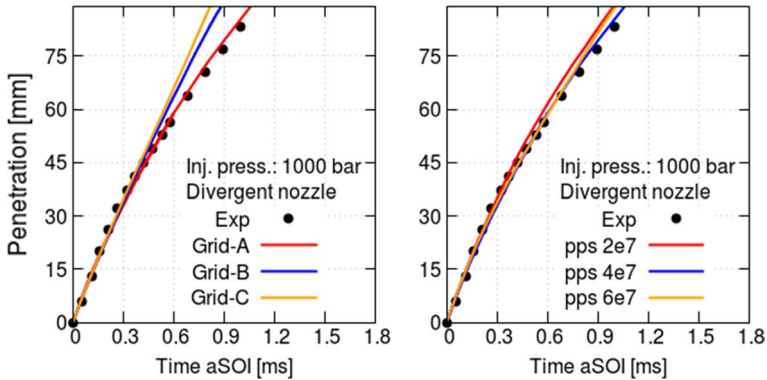 Penetration [mm]
75
60
45
30
15
0
0
0.3
0.6
0.9
1.2
1.5
1.8
Time aSOI [ms]
Inj. press.: 1000 bar
Divergent nozzle
Exp
Grid-A
Grid-B
Grid-C
75
60
45
30
15
0
0
0.3
0.6
0.9
1.2
1.5
1.8
Time aSOI [ms]
Inj. press.: 1000 bar
Divergent nozzle
Exp
pps 2e7
pps 4e7
pps 6e7